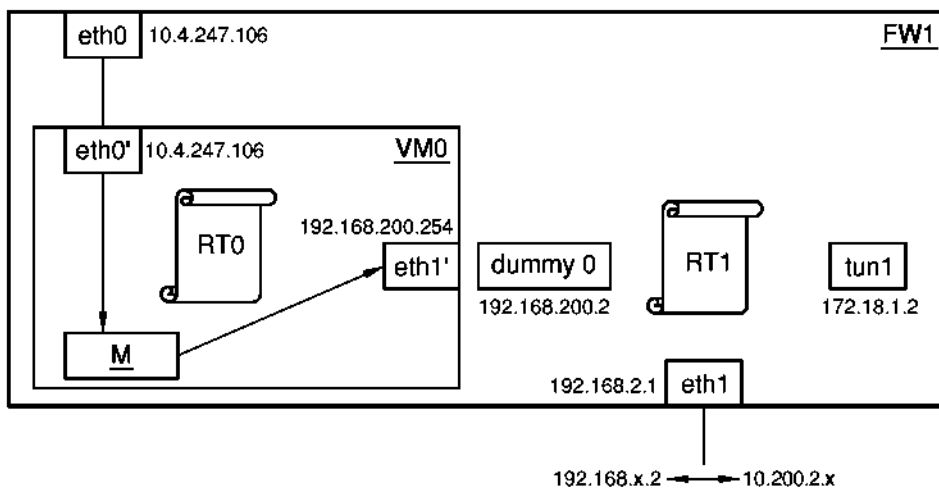 eth0 10.4.247.106 FW1
eth0' 10.4.247.106 VM0
RT0
192.168.200.254
eth1' dummy 0 RT1 tun1
192.168.200.2 172.18.1.2
M
192.168.2.1 eth1
192.168.x.2 10.200.2.x